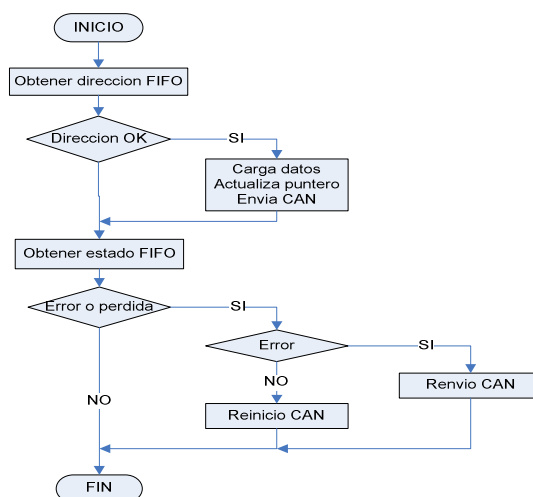 INICIO
Obtener direccion FIFO
Direccion OK
SI
Carga datos
Actualiza puntero
Envia CAN
Obtener estado FIFO
Error o perdida
SI
Error
SI
NO
Renvio CAN
NO
Reinicio CAN
FIN